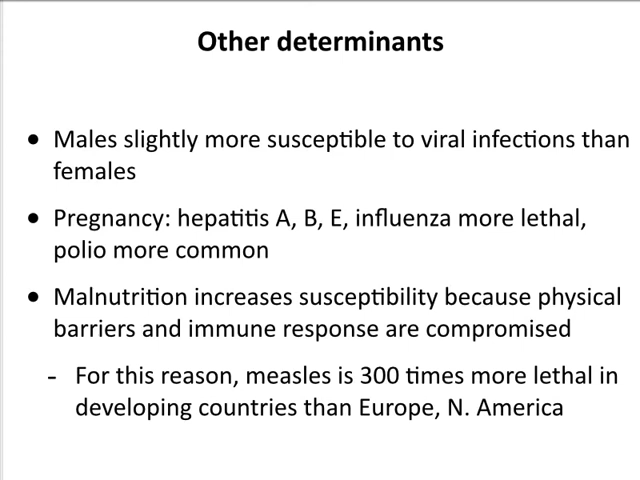 Other determinants
• Males slightly more susceptible to viral infections than
females
• Pregnancy: hepatitis A, B, E, influenza more lethal,
polio more common
• Malnutrition increases susceptibility because physical
barriers and immune response are compromised
- For this reason, measles is 300 times more lethal in
developing countries than Europe, N. America